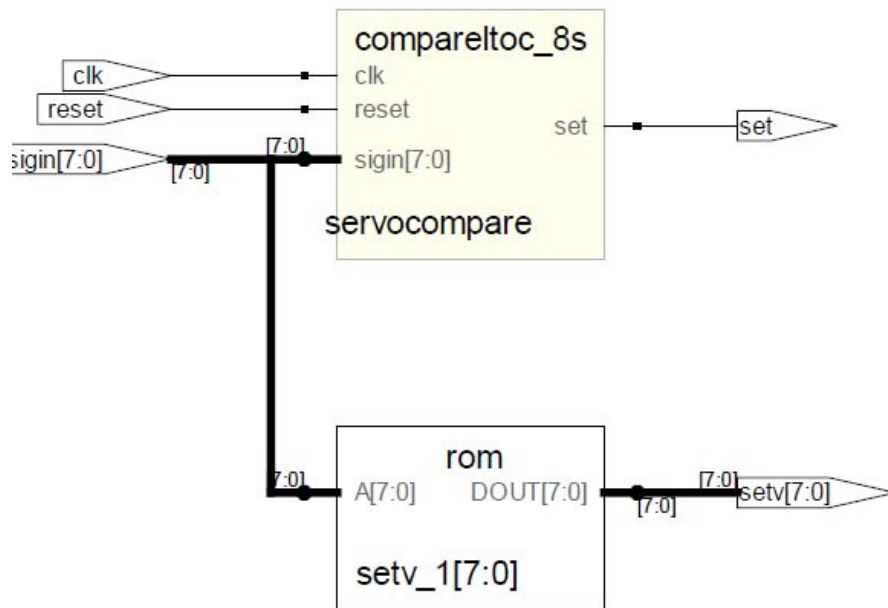 compareltoc_8s
clk
clk
reset
reset
set
set
sigin[7:0]
[7:0]
[7:0]
sigin[7:0]
servocompare
rom
[7:0]
A[7:0]
DOUT[7:0]
[7:0]
[7:0]
setv[7:0]
setv_1[7:0]